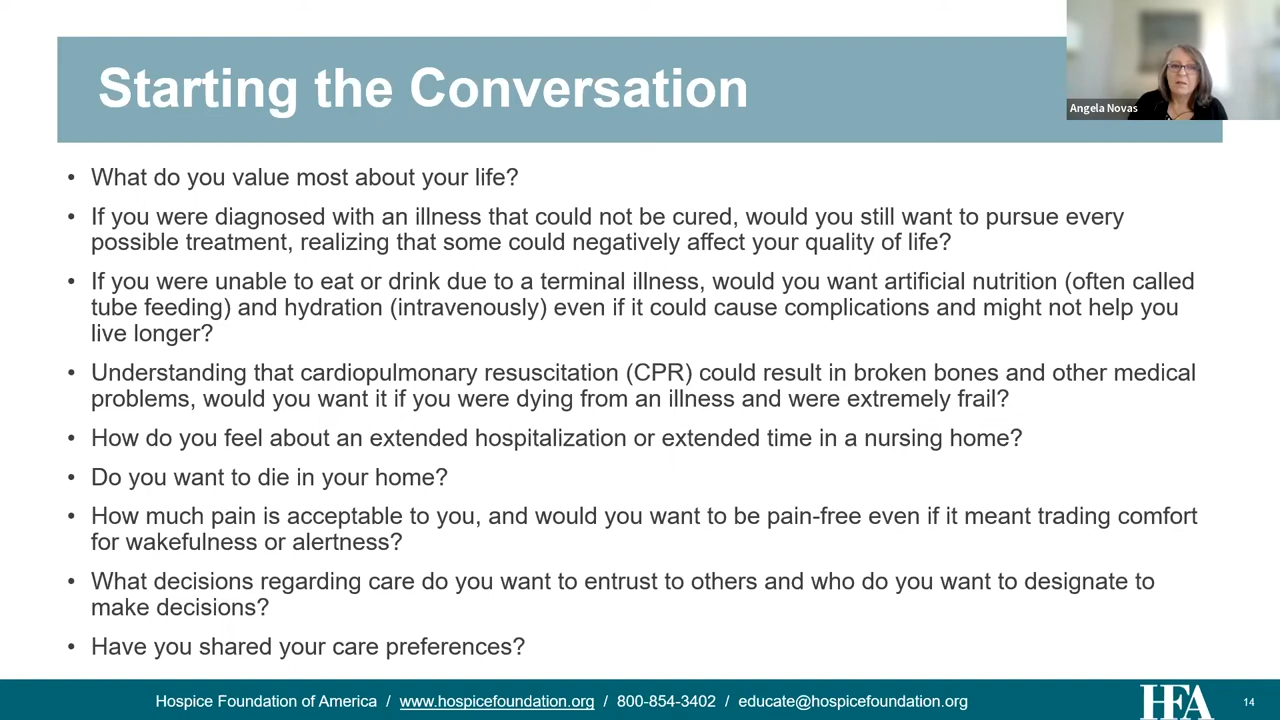 Starting the Conversation
Angela Novas
• What do you value most about your life?
• If you were diagnosed with an illness that could not be cured, would you still want to pursue every
possible treatment, realizing that some could negatively affect your quality of life?
• If you were unable to eat or drink due to a terminal illness, would you want artificial nutrition (often called
tube feeding) and hydration (intravenously) even if it could cause complications and might not help you
live longer?
• Understanding that cardiopulmonary resuscitation (CPR) could result in broken bones and other medical
problems, would you want it if you were dying from an illness and were extremely frail?
• How do you feel about an extended hospitalization or extended time in a nursing home?
• Do you want to die in your home?
• How much pain is acceptable to you, and would you want to be pain-free even if it meant trading comfort
for wakefulness or alertness?
• What decisions regarding care do you want to entrust to others and who do you want to designate to
make decisions?
• Have you shared your care preferences?
Hospice Foundation of America / www.hospicefoundation.org / 800-854-3402 / educate@hospicefoundation.org
HFA
14